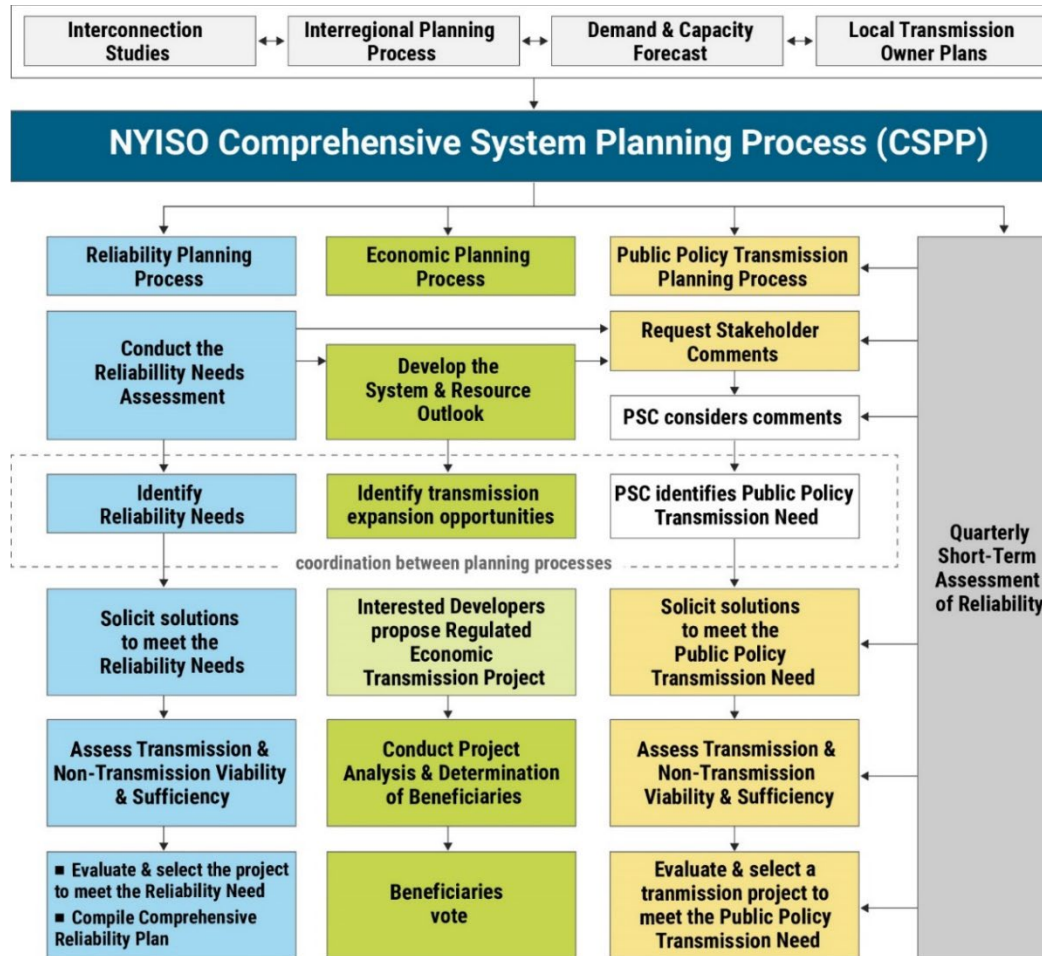 Interconnection
Studies
Interregional Planning
Process
Demand & Capacity
Forecast
Local Transmission
Owner Plans
NYISO Comprehensive System Planning Process (CSPP)
Reliability Planning
Process
Economic Planning
Process
Public Policy Transmission
Planning Process
Conduct the
Reliabillity Needs
Assessment
Develop the
System & Resource
Outlook
Request Stakeholder
Comments
PSC considers comments
Identify
Reliability Needs
Identify transmission
expansion opportunities
PSC identifies Public Policy
Transmission Need
coordination between planning processes
Quarterly
Short-Term
Assessment
of Reliability
Solicit solutions
to meet the
Reliability Needs
Interested Developers
propose Regulated
Economic
Transmission Project
Solicit solutions
to meet the
Public Policy
Transmission Need
Assess Transmission &
Non-Transmission Viability
& Sufficiency
Conduct Project
Analysis & Determination
of Beneficiaries
Assess Transmission &
Non-Transmission
Viability & Sufficiency
■ Evaluate & select the project
to meet the Reliability Need
■ Compile Comprehensive
Reliability Plan
Beneficiaries
vote
Evaluate & select a
tranmission project to
meet the Public Policy
Transmission Need